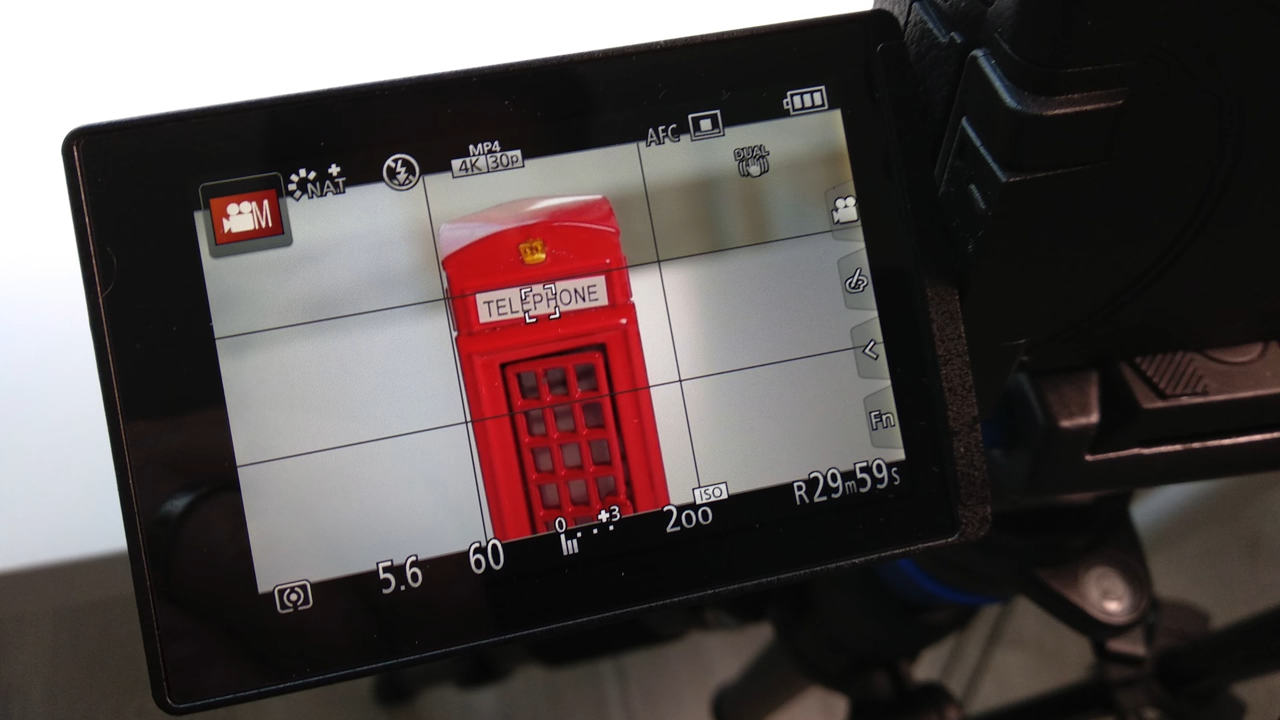 MP4
4K 30p
AFC
NAT
DUAL
M
TELEPHONE
Fn
5.6
60
0
+3
ISO
200
R29m59s